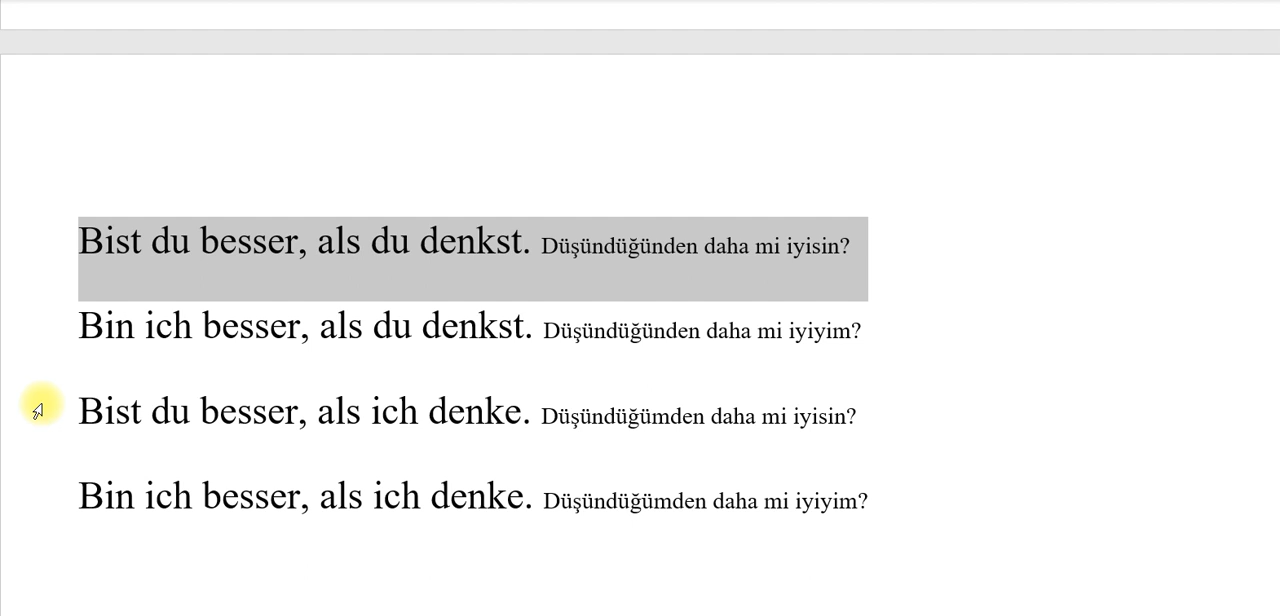 Bist du besser, als du denkst. Düşündüğünden daha mi iyisin?
Bin ich besser, als du denkst. Düşündüğünden daha mi iyiyim?
Bist du besser, als ich denke. Düşündüğümden daha mi iyisin?
Bin ich besser, als ich denke. Düşündüğümden daha mi iyiyim?